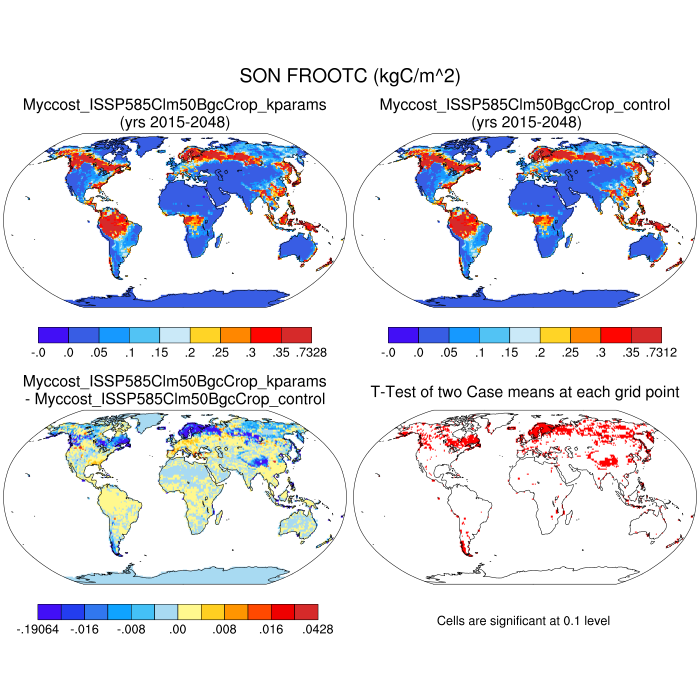 SON FROOTC (kgC/m^2)
Myccost_ISSP585Clm50BgcCrop_kparams
(yrs 2015-2048)
Myccost_ISSP585Clm50BgcCrop_control
(yrs 2015-2048)
-.0 .0 .05 .1 .15 .2 .25 .3 .35 .7328
-.0 .0 .05 .1 .15 .2 .25 .3 .35 .7312
Myccost_ISSP585Clm50BgcCrop_kparams
- Myccost_ISSP585Clm50BgcCrop_control
T-Test of two Case means at each grid point
-.19064 -.016 -.008 .00 .008 .016 .0428
Cells are significant at 0.1 level